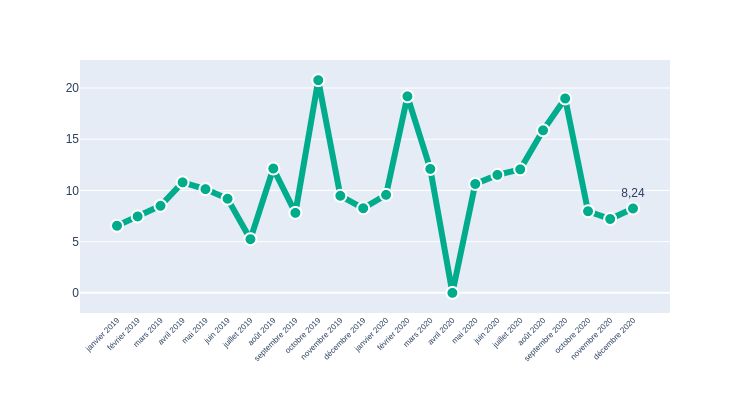 20
15
10
5
0
8,24
janvier 2019
février 2019
mars 2019
avril 2019
mai 2019
juin 2019
juillet 2019
août 2019
septembre 2019
octobre 2019
novembre 2019
décembre 2019
janvier 2020
février 2020
mars 2020
avril 2020
mai 2020
juin 2020
juillet 2020
août 2020
septembre 2020
octobre 2020
novembre 2020
décembre 2020